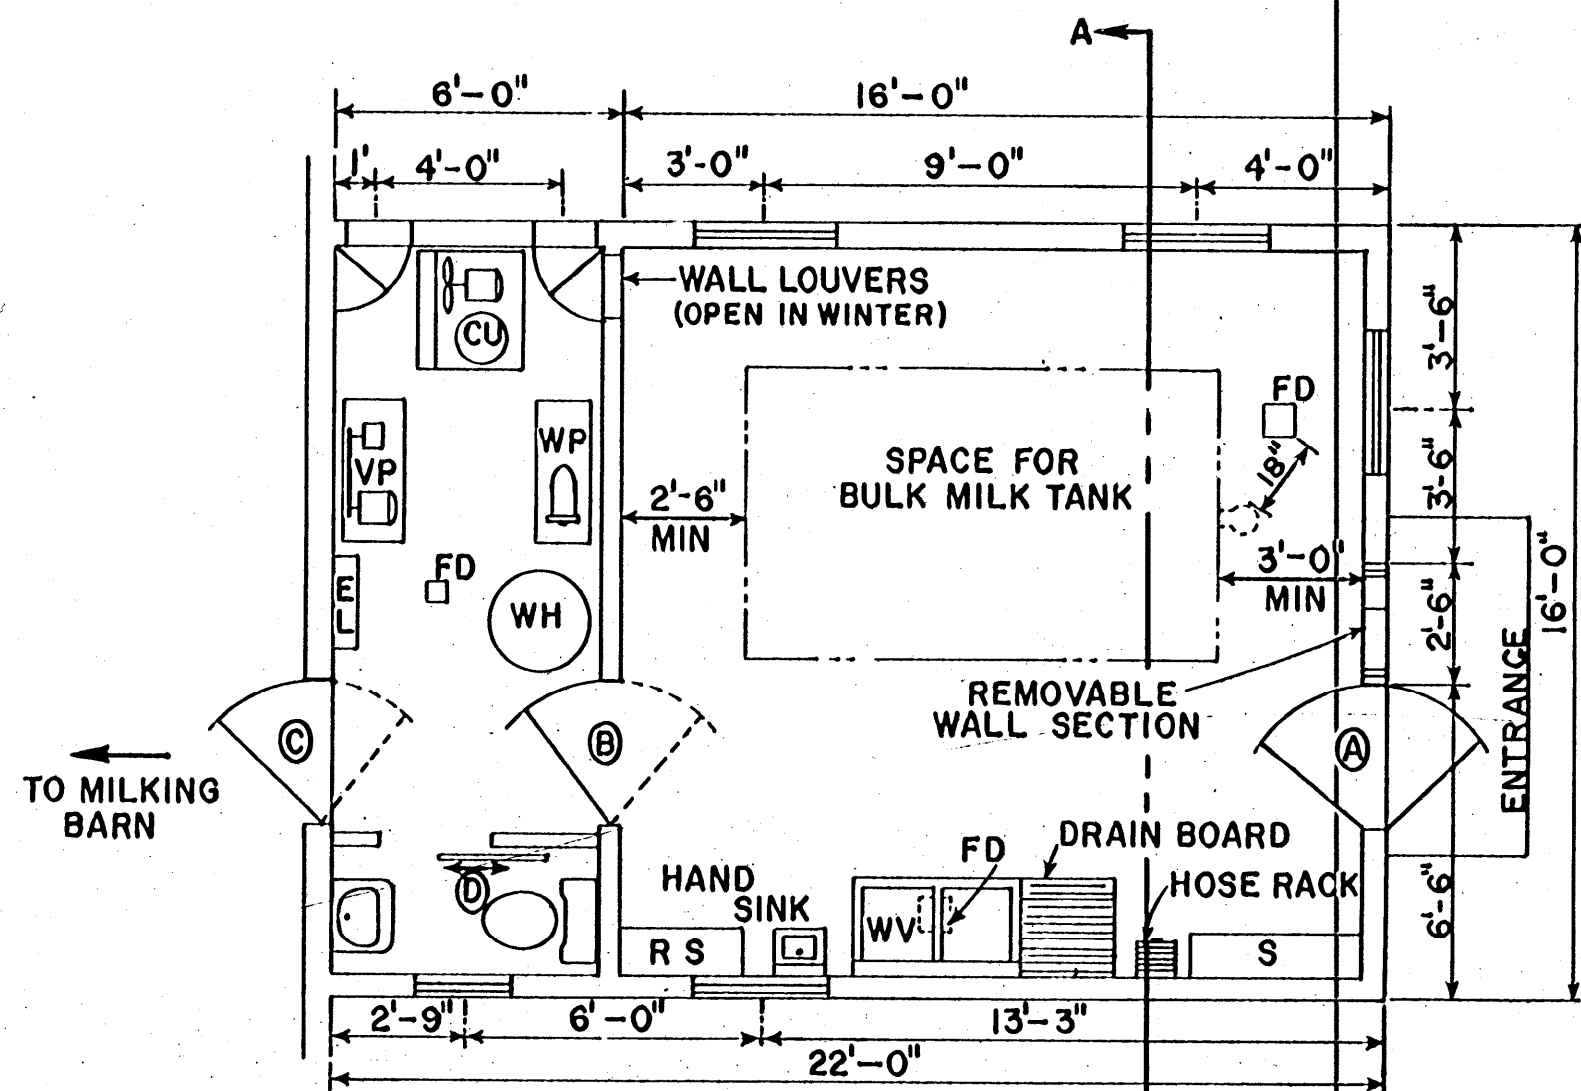 A
6'-0"
16'-0"
1'
4'-0"
3'-0"
9'-0"
4'-0"
WALL LOUVERS
(OPEN IN WINTER)
CU
3'-6"
FD
VP
WP
SPACE FOR
BULK MILK TANK
18"
2'-6"
MIN
3'-6"
FD
EL
WH
3'-0"
MIN
2'-6"
16'-0"
REMOVABLE
WALL SECTION
ENTRANCE
C
B
A
TO MILKING
BARN
DRAIN BOARD
FD
D
HAND
SINK
HOSE RACK
WV
6'-6"
R S
S
2'-9"
6'-0"
13'-3"
22'-0"